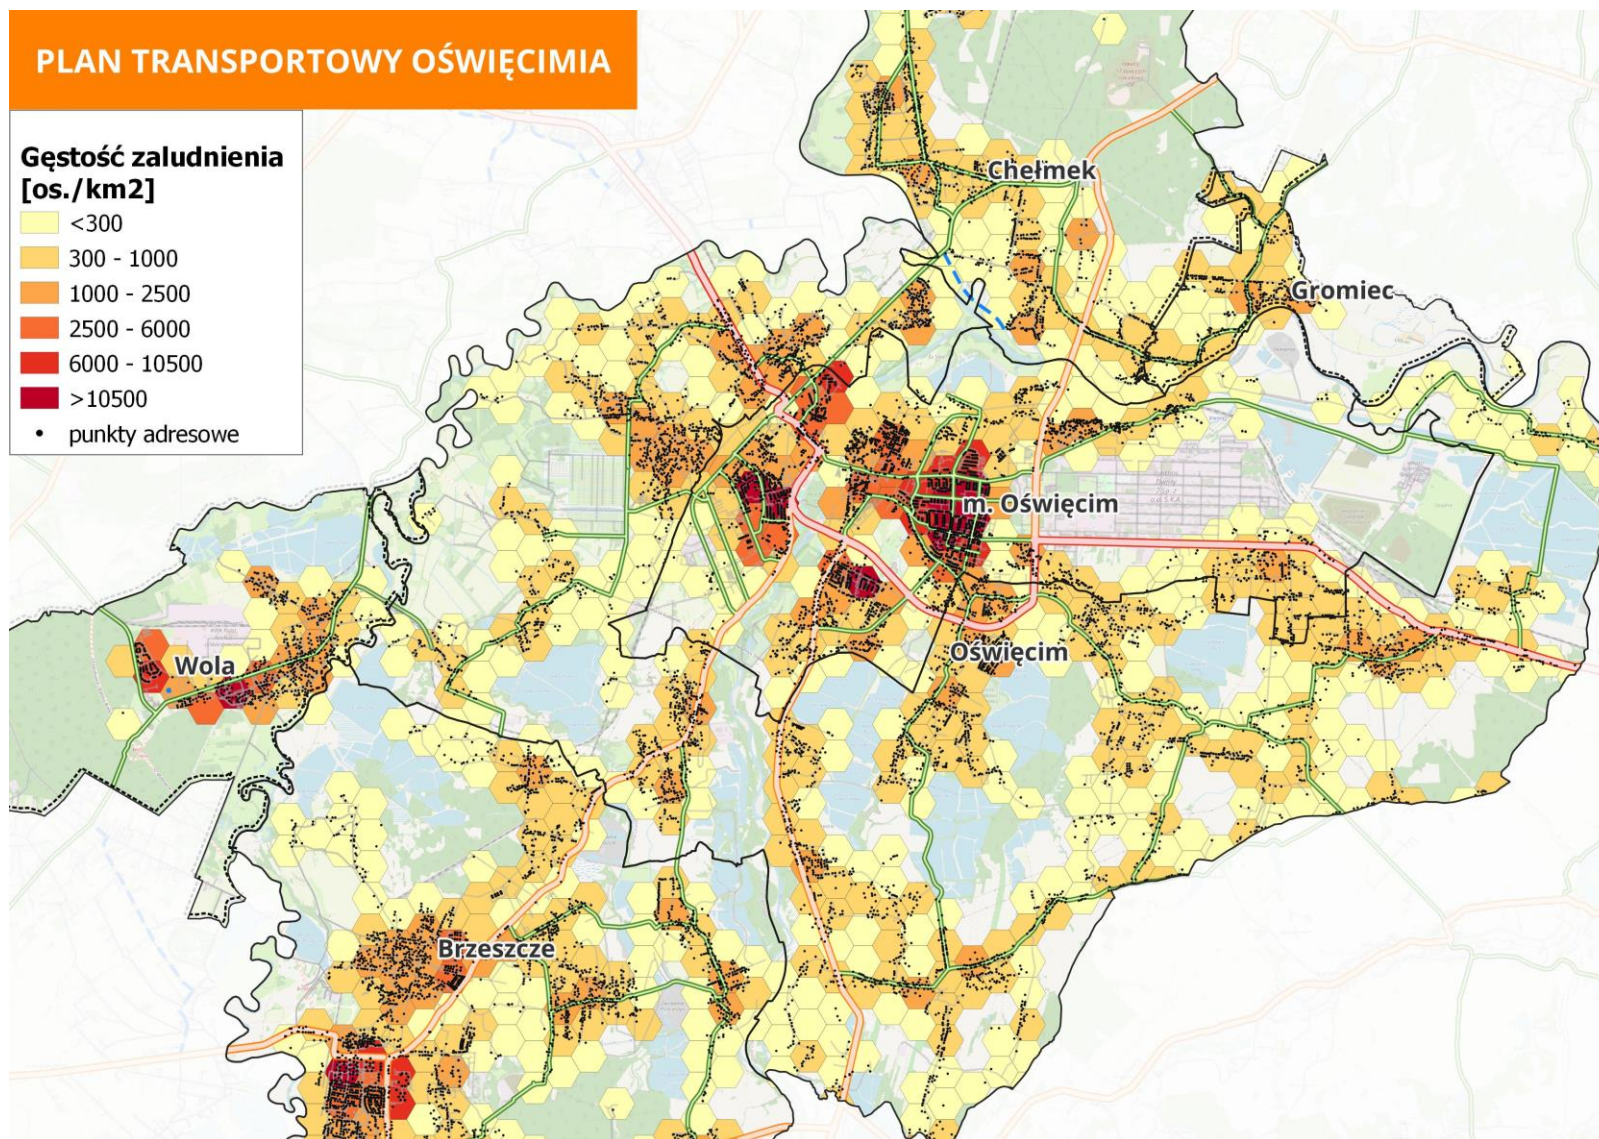 PLAN TRANSPORTOWY OŚWIĘCIMIA
Gęstość zaludnienia
[os./km2]
<300
300 - 1000
1000 - 2500
2500 - 6000
6000 - 10500
>10500
punkty adresowe
Chełmek
Gromiec
m. Oświęcim
Oświęcim
Wola
Brzeszcze